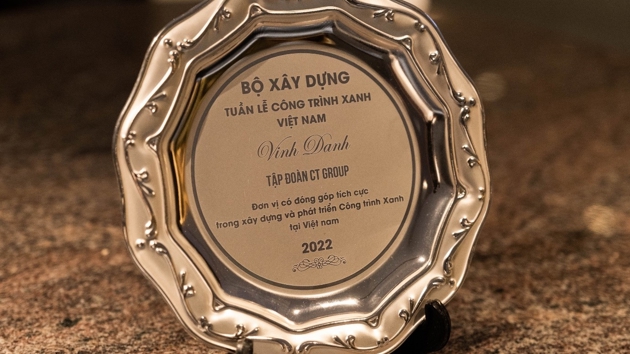 BỘ XÂY DỰNG
TUẦN LỄ CÔNG TRÌNH XANH
VIỆT NAM
Vinh Danh
TẬP ĐOÀN CT GROUP
Đơn vị có đóng góp tích cực
trong xây dựng và phát triển Công trình Xanh
tại Việt nam
2022